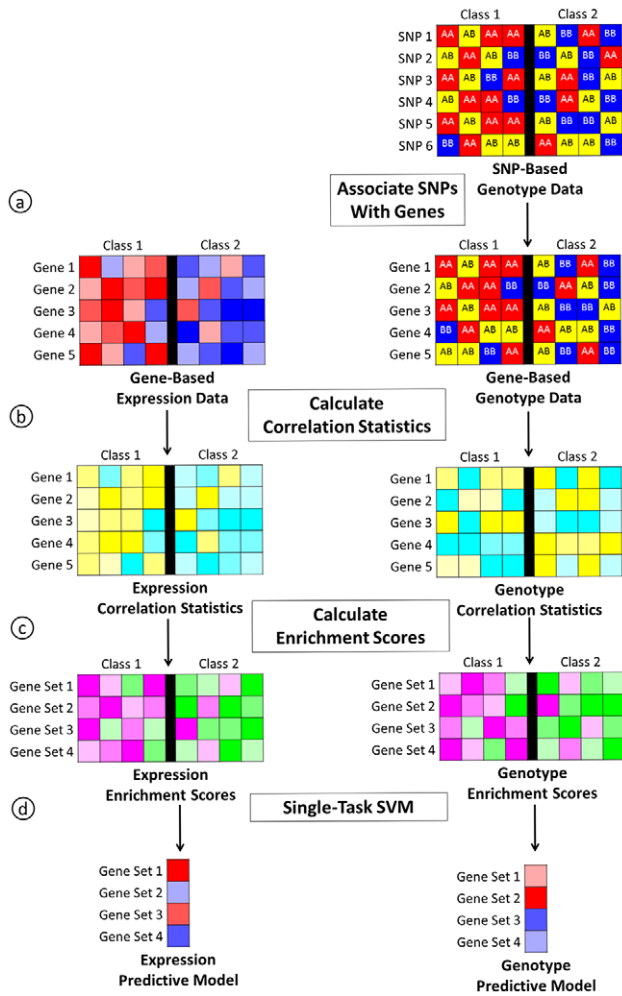 Class 1 Class 2
SNP 1 AA AB AA AA AB BB AA BB
SNP 2 AB AA AB BB BB AB BB AA
SNP 3 AA AB BB AA AB AA BB AB
SNP 4 AB AA AA BB BB AA AB BB
SNP 5 AA AB AA AA AB BB BB AB
SNP 6 BB AA AB AB AA AB AB BB
SNP-Based
Genotype Data
a
Associate SNPs
With Genes
Class 1 Class 2
Gene 1
Gene 2
Gene 3
Gene 4
Gene 5
Gene-Based
Expression Data
Class 1 Class 2
Gene 1 AA AB AA AA AB BB AA BB
Gene 2 AB AA AA BB BB AA AB BB
Gene 3 AA AB AA AA AB BB BB AB
Gene 4 BB AA AB AB AA AB AB BB
Gene 5 AB AB BB AA AB BB AA BB
Gene-Based
Genotype Data
b
Calculate
Correlation Statistics
Class 1 Class 2
Gene 1
Gene 2
Gene 3
Gene 4
Gene 5
Expression
Correlation Statistics
Class 1 Class 2
Gene 1
Gene 2
Gene 3
Gene 4
Gene 5
Genotype
Correlation Statistics
c
Calculate
Enrichment Scores
Class 1 Class 2
Gene Set 1
Gene Set 2
Gene Set 3
Gene Set 4
Expression
Enrichment Scores
Class 1 Class 2
Gene Set 1
Gene Set 2
Gene Set 3
Gene Set 4
Genotype
Enrichment Scores
d
Single-Task SVM
Gene Set 1
Gene Set 2
Gene Set 3
Gene Set 4
Expression
Predictive Model
Gene Set 1
Gene Set 2
Gene Set 3
Gene Set 4
Genotype
Predictive Model